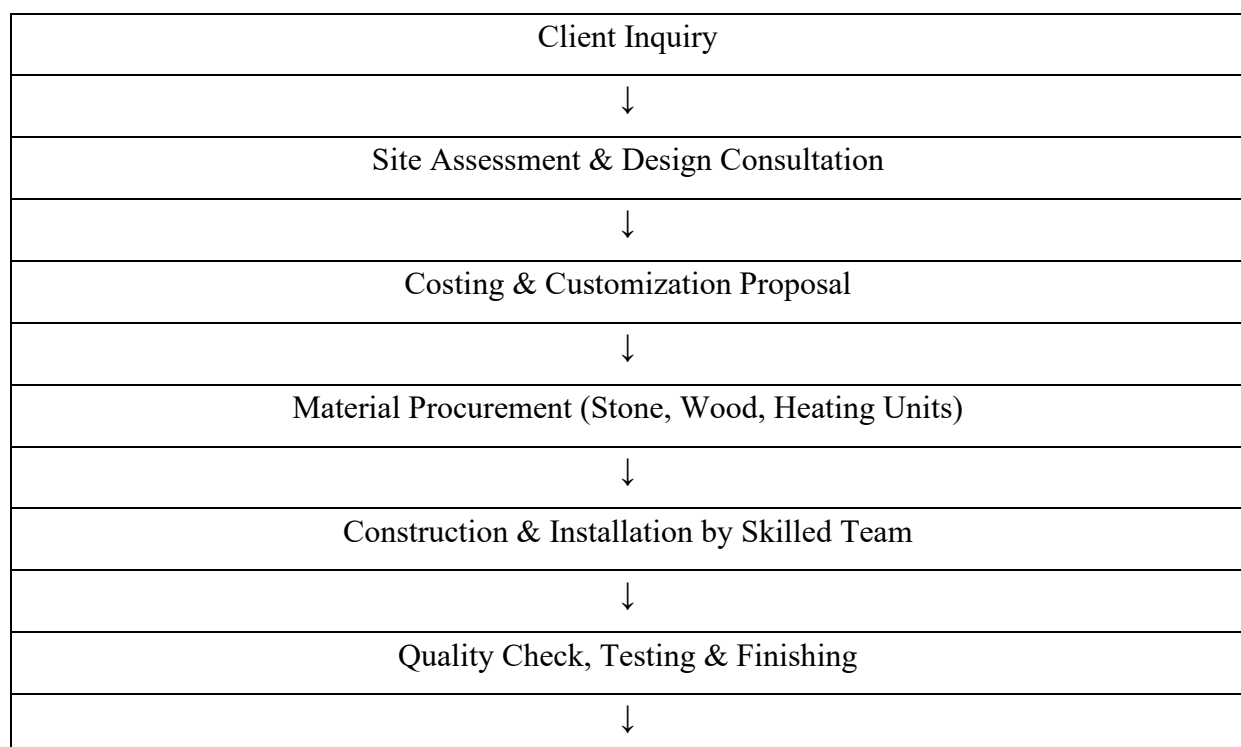 Client Inquiry
↓
Site Assessment & Design Consultation
↓
Costing & Customization Proposal
↓
Material Procurement (Stone, Wood, Heating Units)
↓
Construction & Installation by Skilled Team
↓
Quality Check, Testing & Finishing
↓